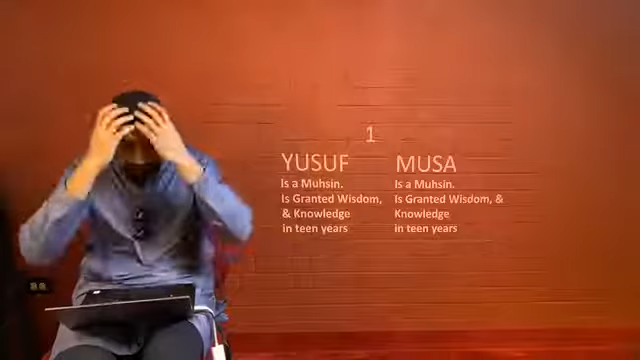 1
YUSUF
Is a Muhsin.
Is Granted Wisdom,
& Knowledge
in teen years
MUSA
Is a Muhsin.
Is Granted Wisdom, &
Knowledge
in teen years